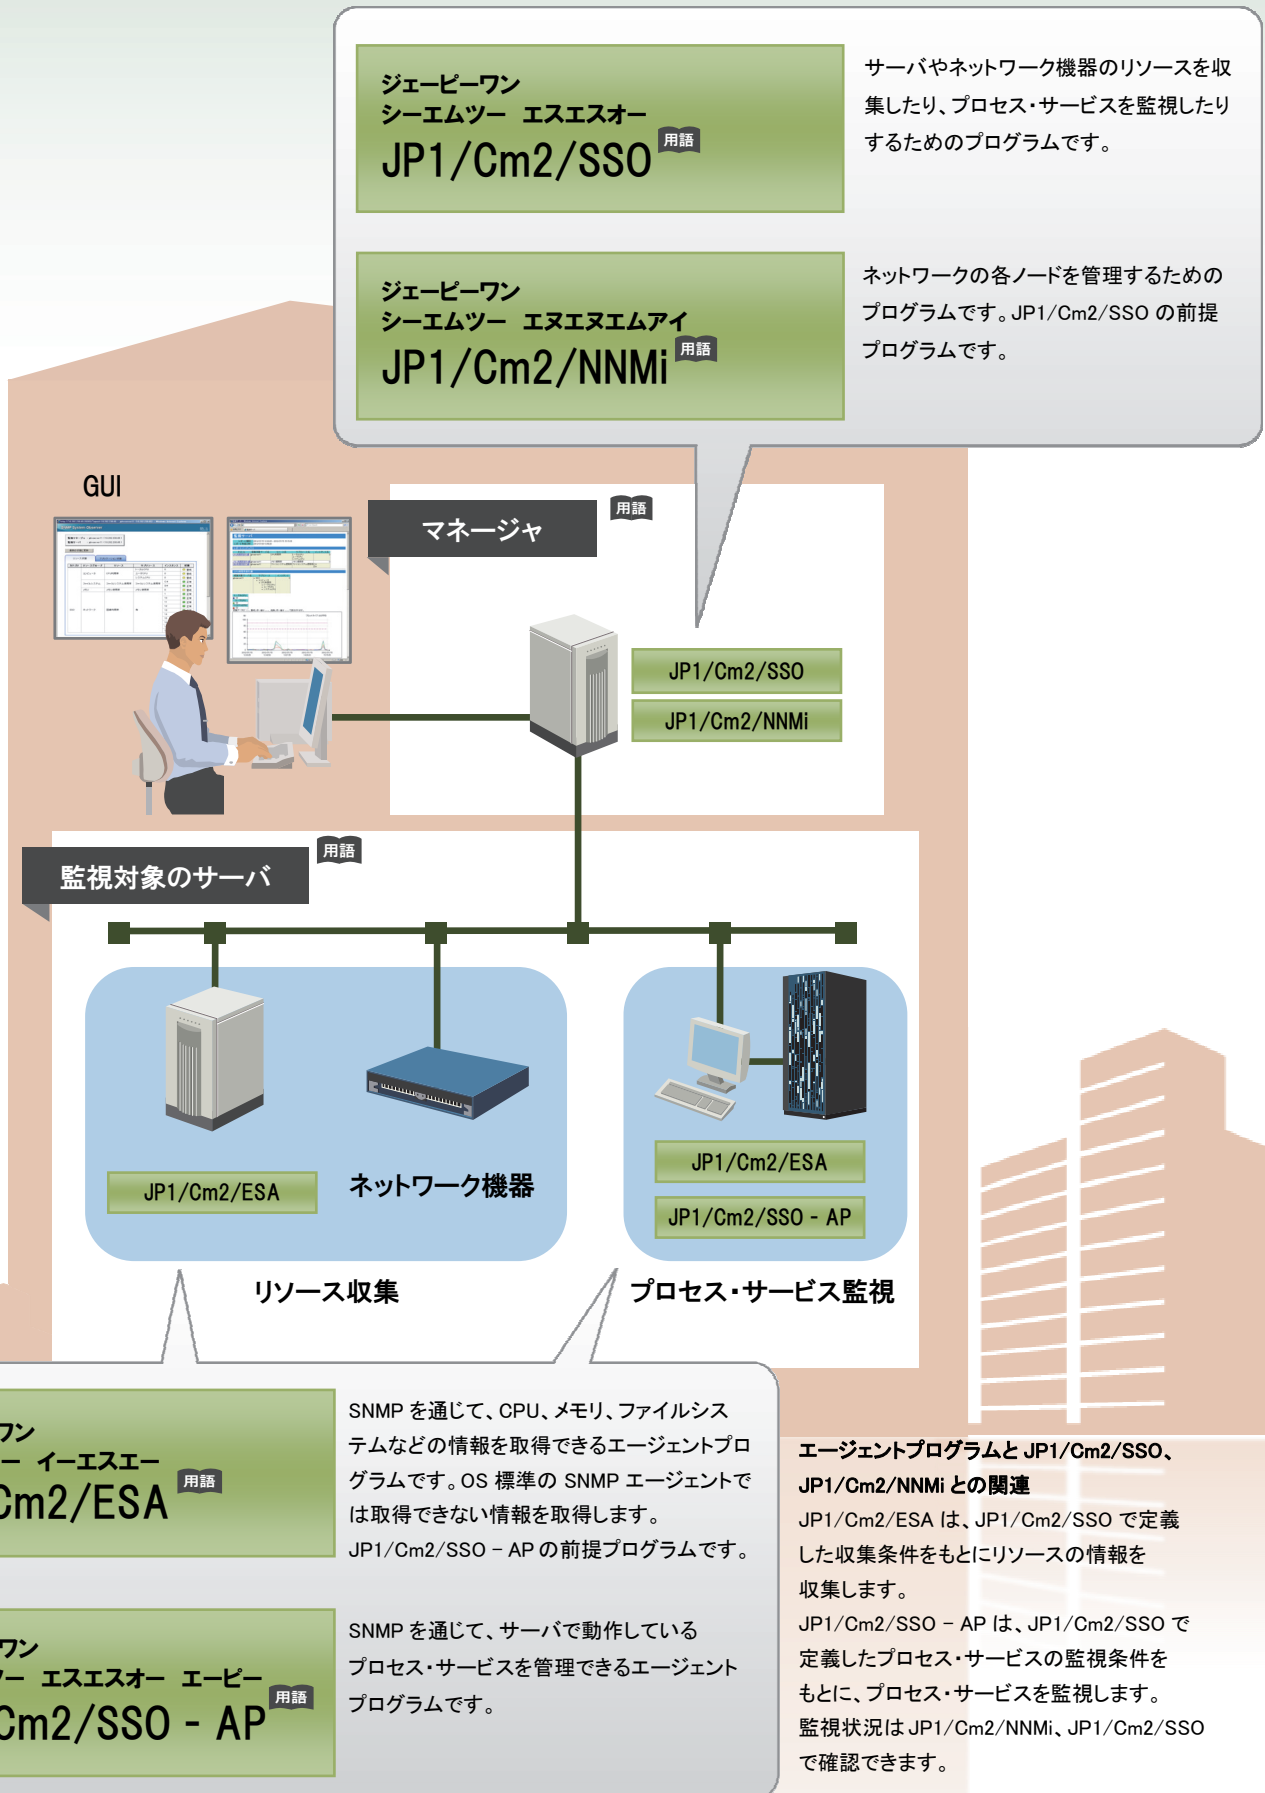 ジェーピーワン
シーエムツー エスエスオー
JP1/Cm2/SSO 用語
サーバやネットワーク機器のリソースを収
集したり、プロセス・サービスを監視したり
するためのプログラムです。
ジェーピーワン
シーエムツー エヌエヌエムアイ
JP1/Cm2/NNMi 用語
ネットワークの各ノードを管理するための
プログラムです。JP1/Cm2/SSO の前提
プログラムです。
GUI
マネージャ 用語
JP1/Cm2/SSO
JP1/Cm2/NNMi
監視対象のサーバ 用語
JP1/Cm2/ESA
ネットワーク機器
JP1/Cm2/ESA
JP1/Cm2/SSO - AP
リソース収集
プロセス・サービス監視
ワン
ー イーエスエー
Cm2/ESA 用語
SNMP を通じて、CPU、メモリ、ファイルシス
テムなどの情報を取得できるエージェントプロ
グラムです。OS 標準の SNMP エージェントで
は取得できない情報を取得します。
JP1/Cm2/SSO - AP の前提プログラムです。
ワン
ツー エスエスオー エーピー
Cm2/SSO - AP 用語
SNMP を通じて、サーバで動作している
プロセス・サービスを管理できるエージェント
プログラムです。
エージェントプログラムと JP1/Cm2/SSO、
JP1/Cm2/NNMi との関連
JP1/Cm2/ESA は、JP1/Cm2/SSO で定義
した収集条件をもとにリソースの情報を
収集します。
JP1/Cm2/SSO - AP は、JP1/Cm2/SSO で
定義したプロセス・サービスの監視条件を
もとに、プロセス・サービスを監視します。
監視状況は JP1/Cm2/NNMi、JP1/Cm2/SSO
で確認できます。